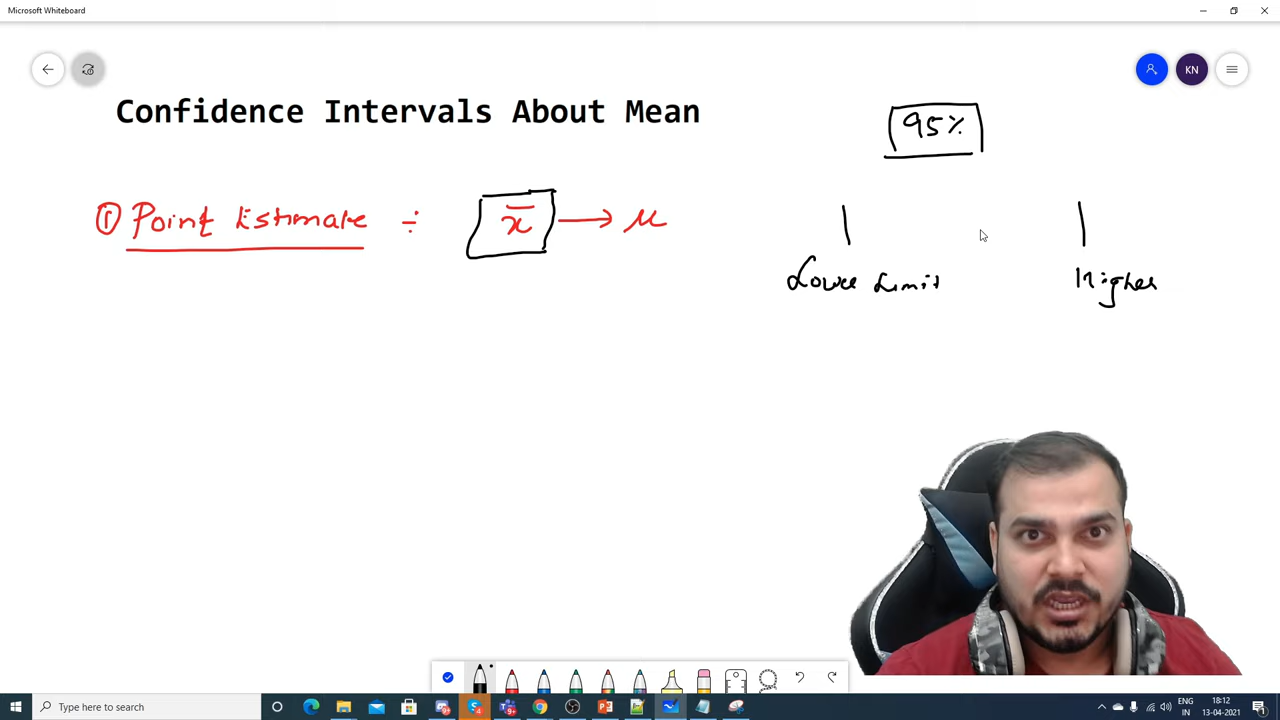 Microsoft Whiteboard
KN
Confidence Intervals About Mean
95%
① Point Estimate ÷ x̄ → μ
Lower Limit Higher
Type here to search
ENG
IN
18:12
13-04-2021